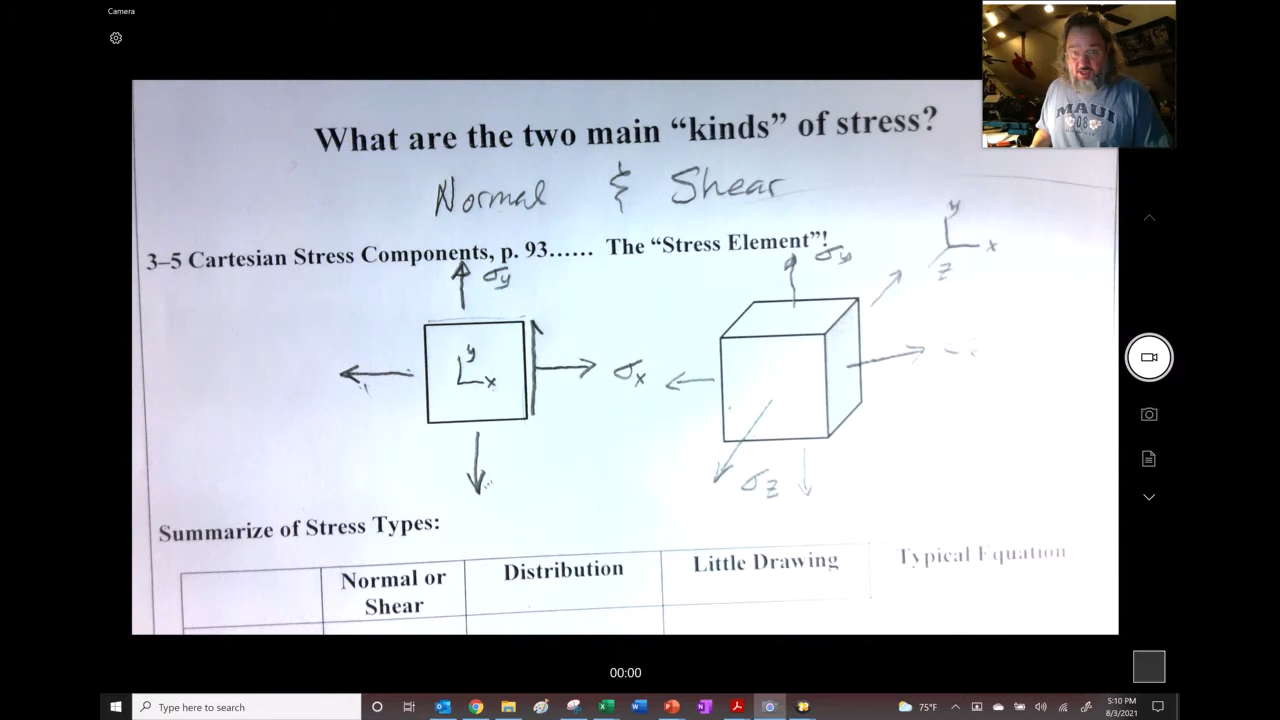 Camera
MAUI
What are the two main “kinds” of stress?
Normal & Shear
y
x
z
3–5 Cartesian Stress Components, p. 93...... The “Stress Element”!
σy
σy
y
x
σx
σz
Summarize of Stress Types:
Normal or Shear
Distribution
Little Drawing
Typical Equation
00:00
Type here to search
75°F
5:10 PM
8/3/2021